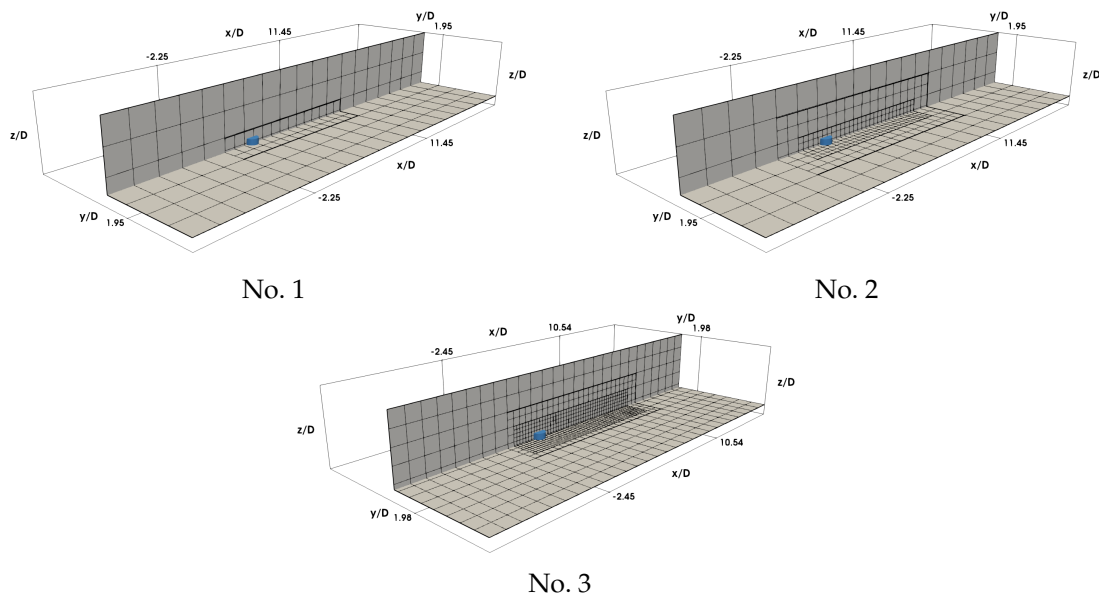 y/D 1.95
x/D 11.45
-2.25
z/D
z/D
11.45
x/D
-2.25
y/D 1.95
No. 1
y/D 1.95
x/D 11.45
-2.25
z/D
z/D
11.45
x/D
-2.25
y/D 1.95
No. 2
y/D 1.98
x/D 10.54
-2.45
z/D
z/D
10.54
x/D
-2.45
y/D 1.98
No. 3